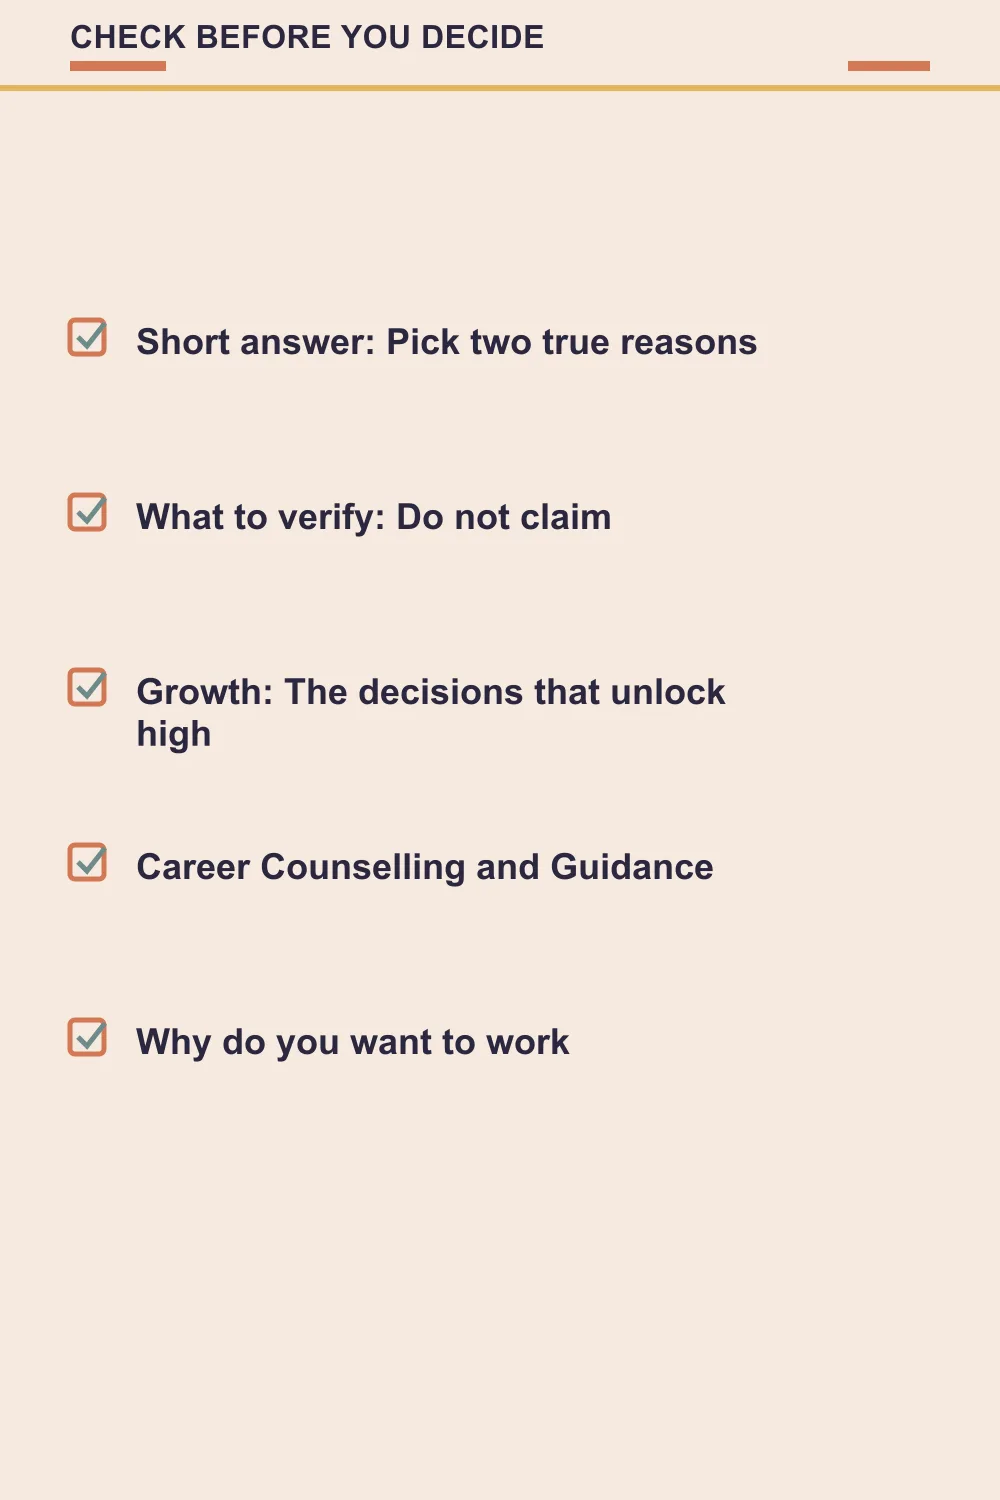 CHECK BEFORE YOU DECIDE
Short answer: Pick two true reasons
What to verify: Do not claim
Growth: The decisions that unlock
high
Career Counselling and Guidance
Why do you want to work